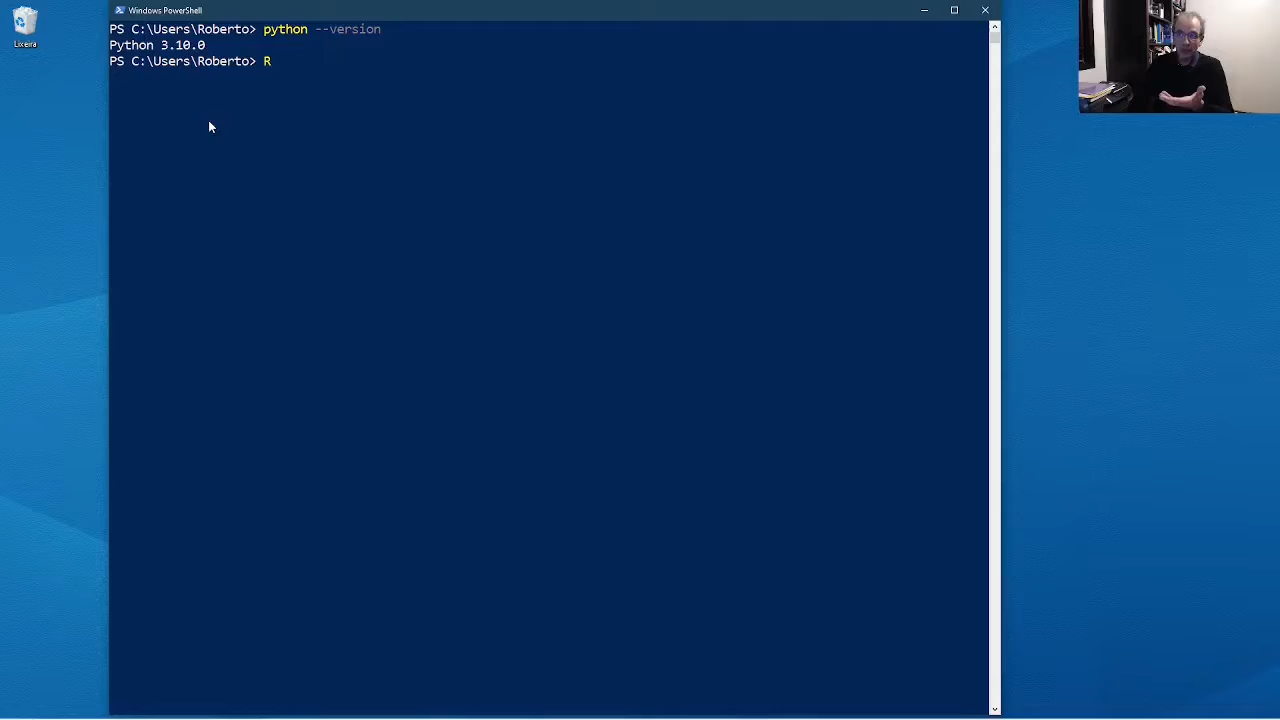 Windows PowerShell
PS C:\Users\Roberto> python --version
Python 3.10.0
PS C:\Users\Roberto> R
Lixeira